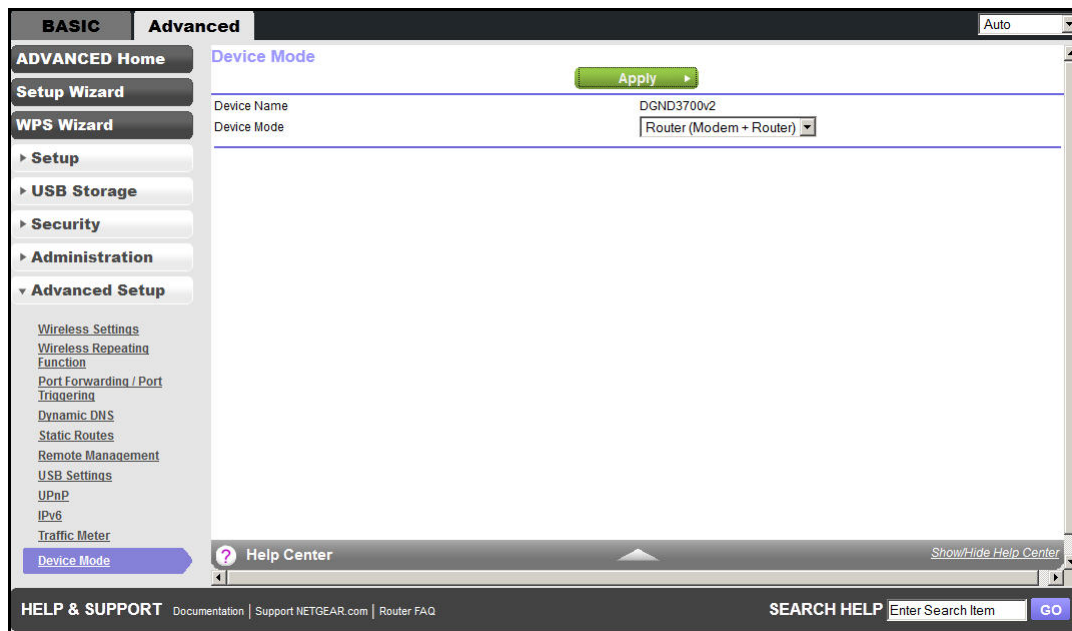 BASIC
Advanced
Auto
ADVANCED Home
Setup Wizard
WPS Wizard
Setup
USB Storage
Security
Administration
Advanced Setup
Wireless Settings
Wireless Repeating
Function
Port Forwarding / Port
Triggering
Dynamic DNS
Static Routes
Remote Management
USB Settings
UPnP
IPv6
Traffic Meter
Device Mode
Device Mode
Apply
Device Name DGND3700v2
Device Mode Router (Modem + Router)
? Help Center
Show/Hide Help Center
HELP & SUPPORT Documentation | Support NETGEAR.com | Router FAQ
SEARCH HELP Enter Search Item GO